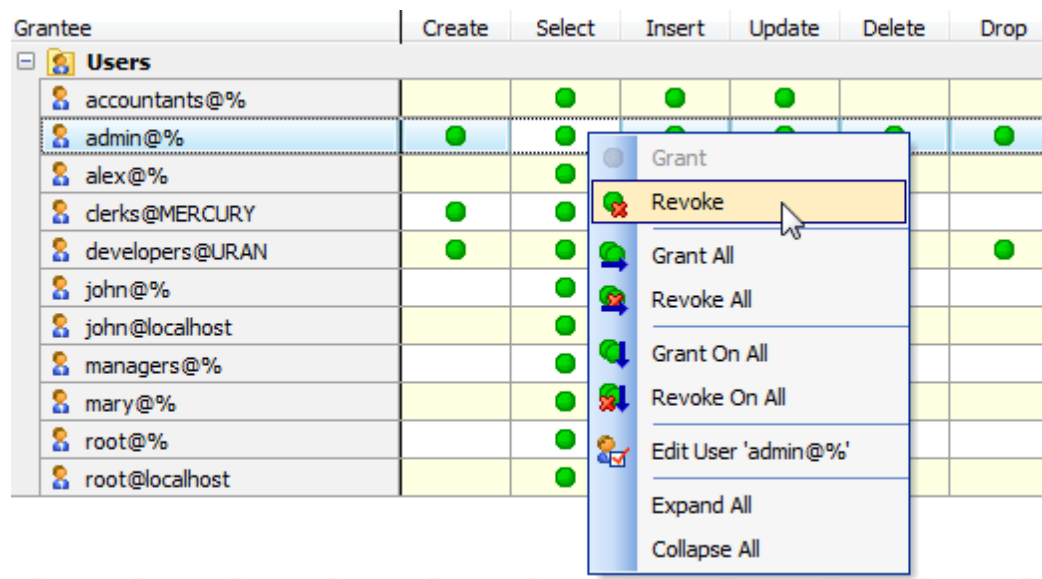 Grantee Create Select Insert Update Delete Drop
Users
accountants@%
admin@%
alex@%
clerks@MERCURY
developers@URAN
john@%
john@localhost
managers@%
mary@%
root@%
root@localhost
Grant
Revoke
Grant All
Revoke All
Grant On All
Revoke On All
Edit User 'admin@%'
Expand All
Collapse All